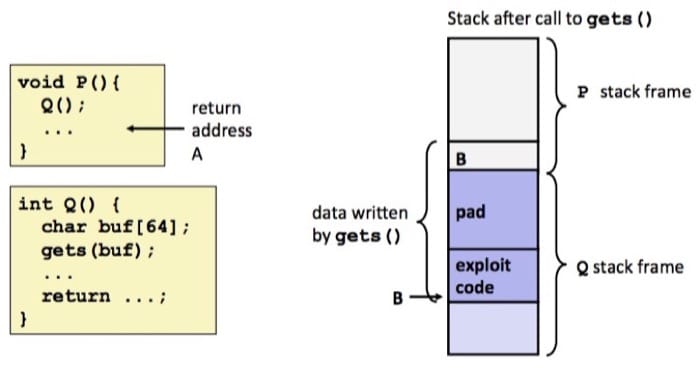 Stack after call to gets ()
void P(){
Q();
...
}
return
address
A
int Q() {
char buf[64];
gets(buf);
...
return ...;
}
data written
by gets ()
B
B
pad
exploit
code
P stack frame
Q stack frame